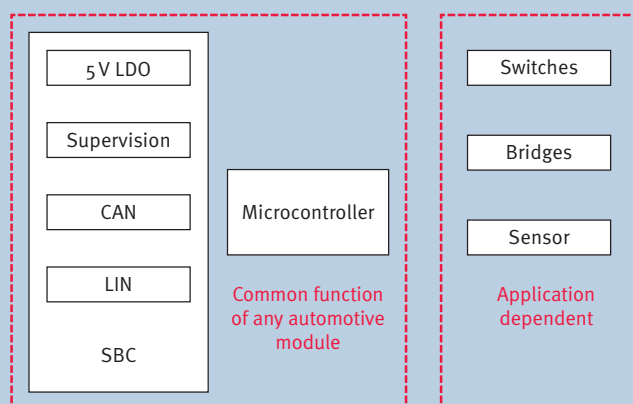 5 V LDO
Supervision
CAN
LIN
SBC
Microcontroller
Common function
of any automotive
module
Switches
Bridges
Sensor
Application
dependent